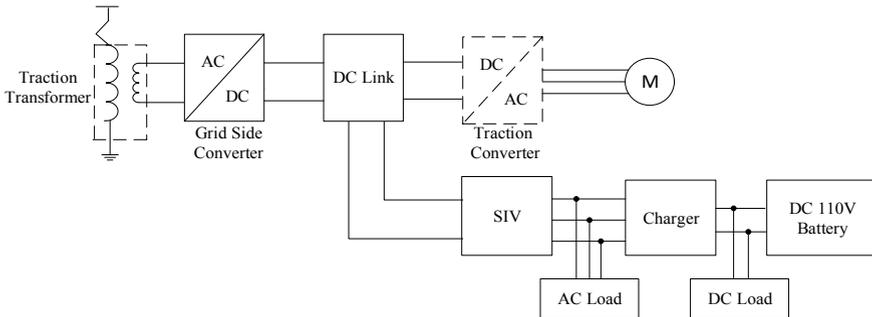 Traction
Transformer
AC
DC
Grid Side
Converter
DC Link
DC
AC
Traction
Converter
M
SIV
Charger
DC 110V
Battery
AC Load
DC Load